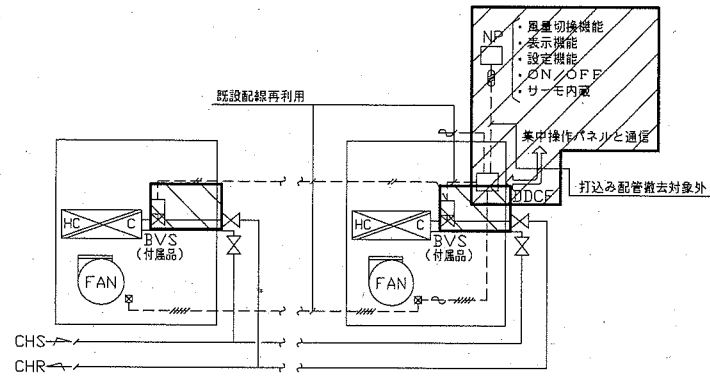 NP
・風量切換機能
・表示機能
・設定機能
・ON/OFF
・サーモ内蔵
既設配線再利用
集中操作パネルと通信
打込み配管撤去対象外
DDCF
HC
C
BVS
(付属品)
FAN
HC
C
BVS
(付属品)
FAN
CHS
CHR